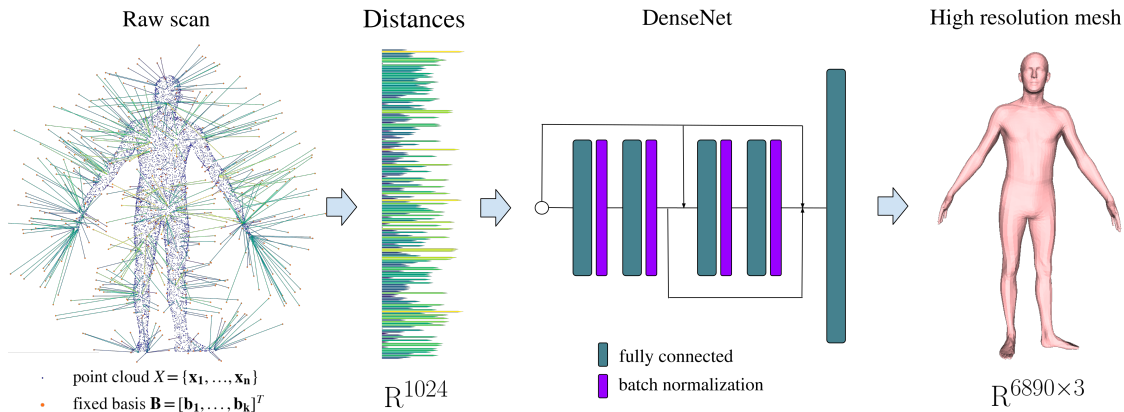 Raw scan
Distances
DenseNet
High resolution mesh
fully connected
batch normalization
point cloud X = {x₁, …, xₙ}
fixed basis B = [b₁, . . . , bₖ]ᵀ
R¹⁰²⁴
R⁶⁸⁹⁰ˣ³